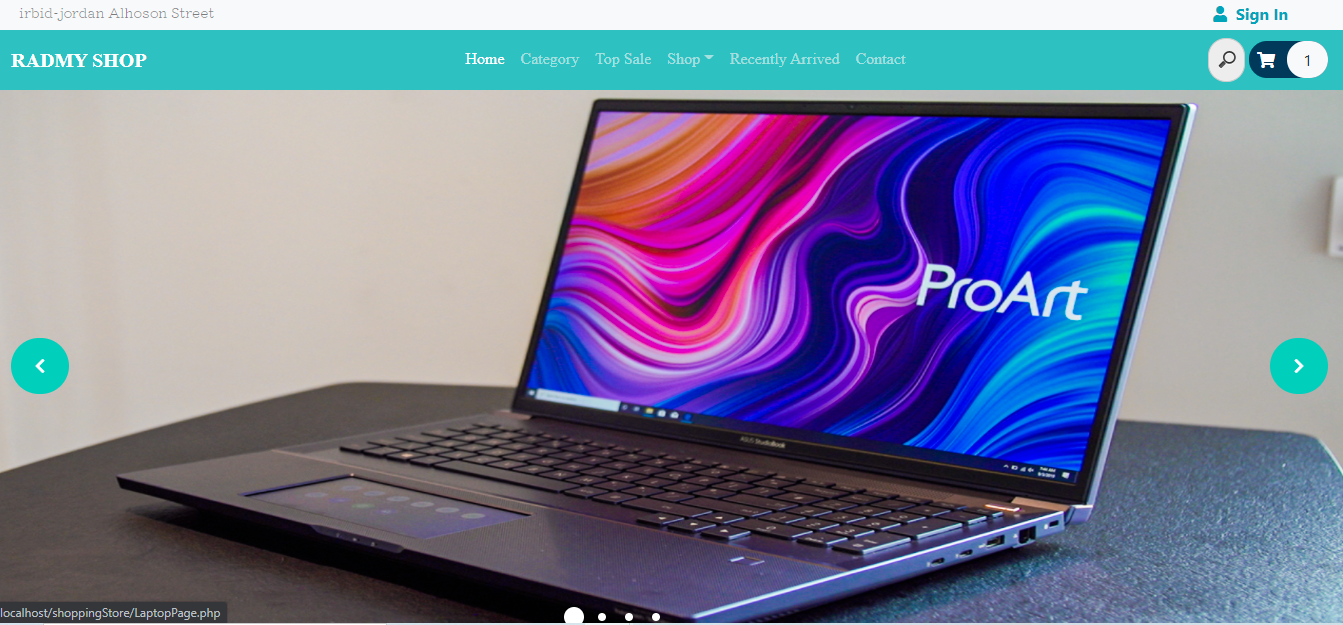 irbid-jordan Alhoson Street
Sign In
RADMY SHOP
Home Category Top Sale Shop Recently Arrived Contact
1
ProArt
ASUS StudioBook
localhost/shoppingStore/LaptopPage.php